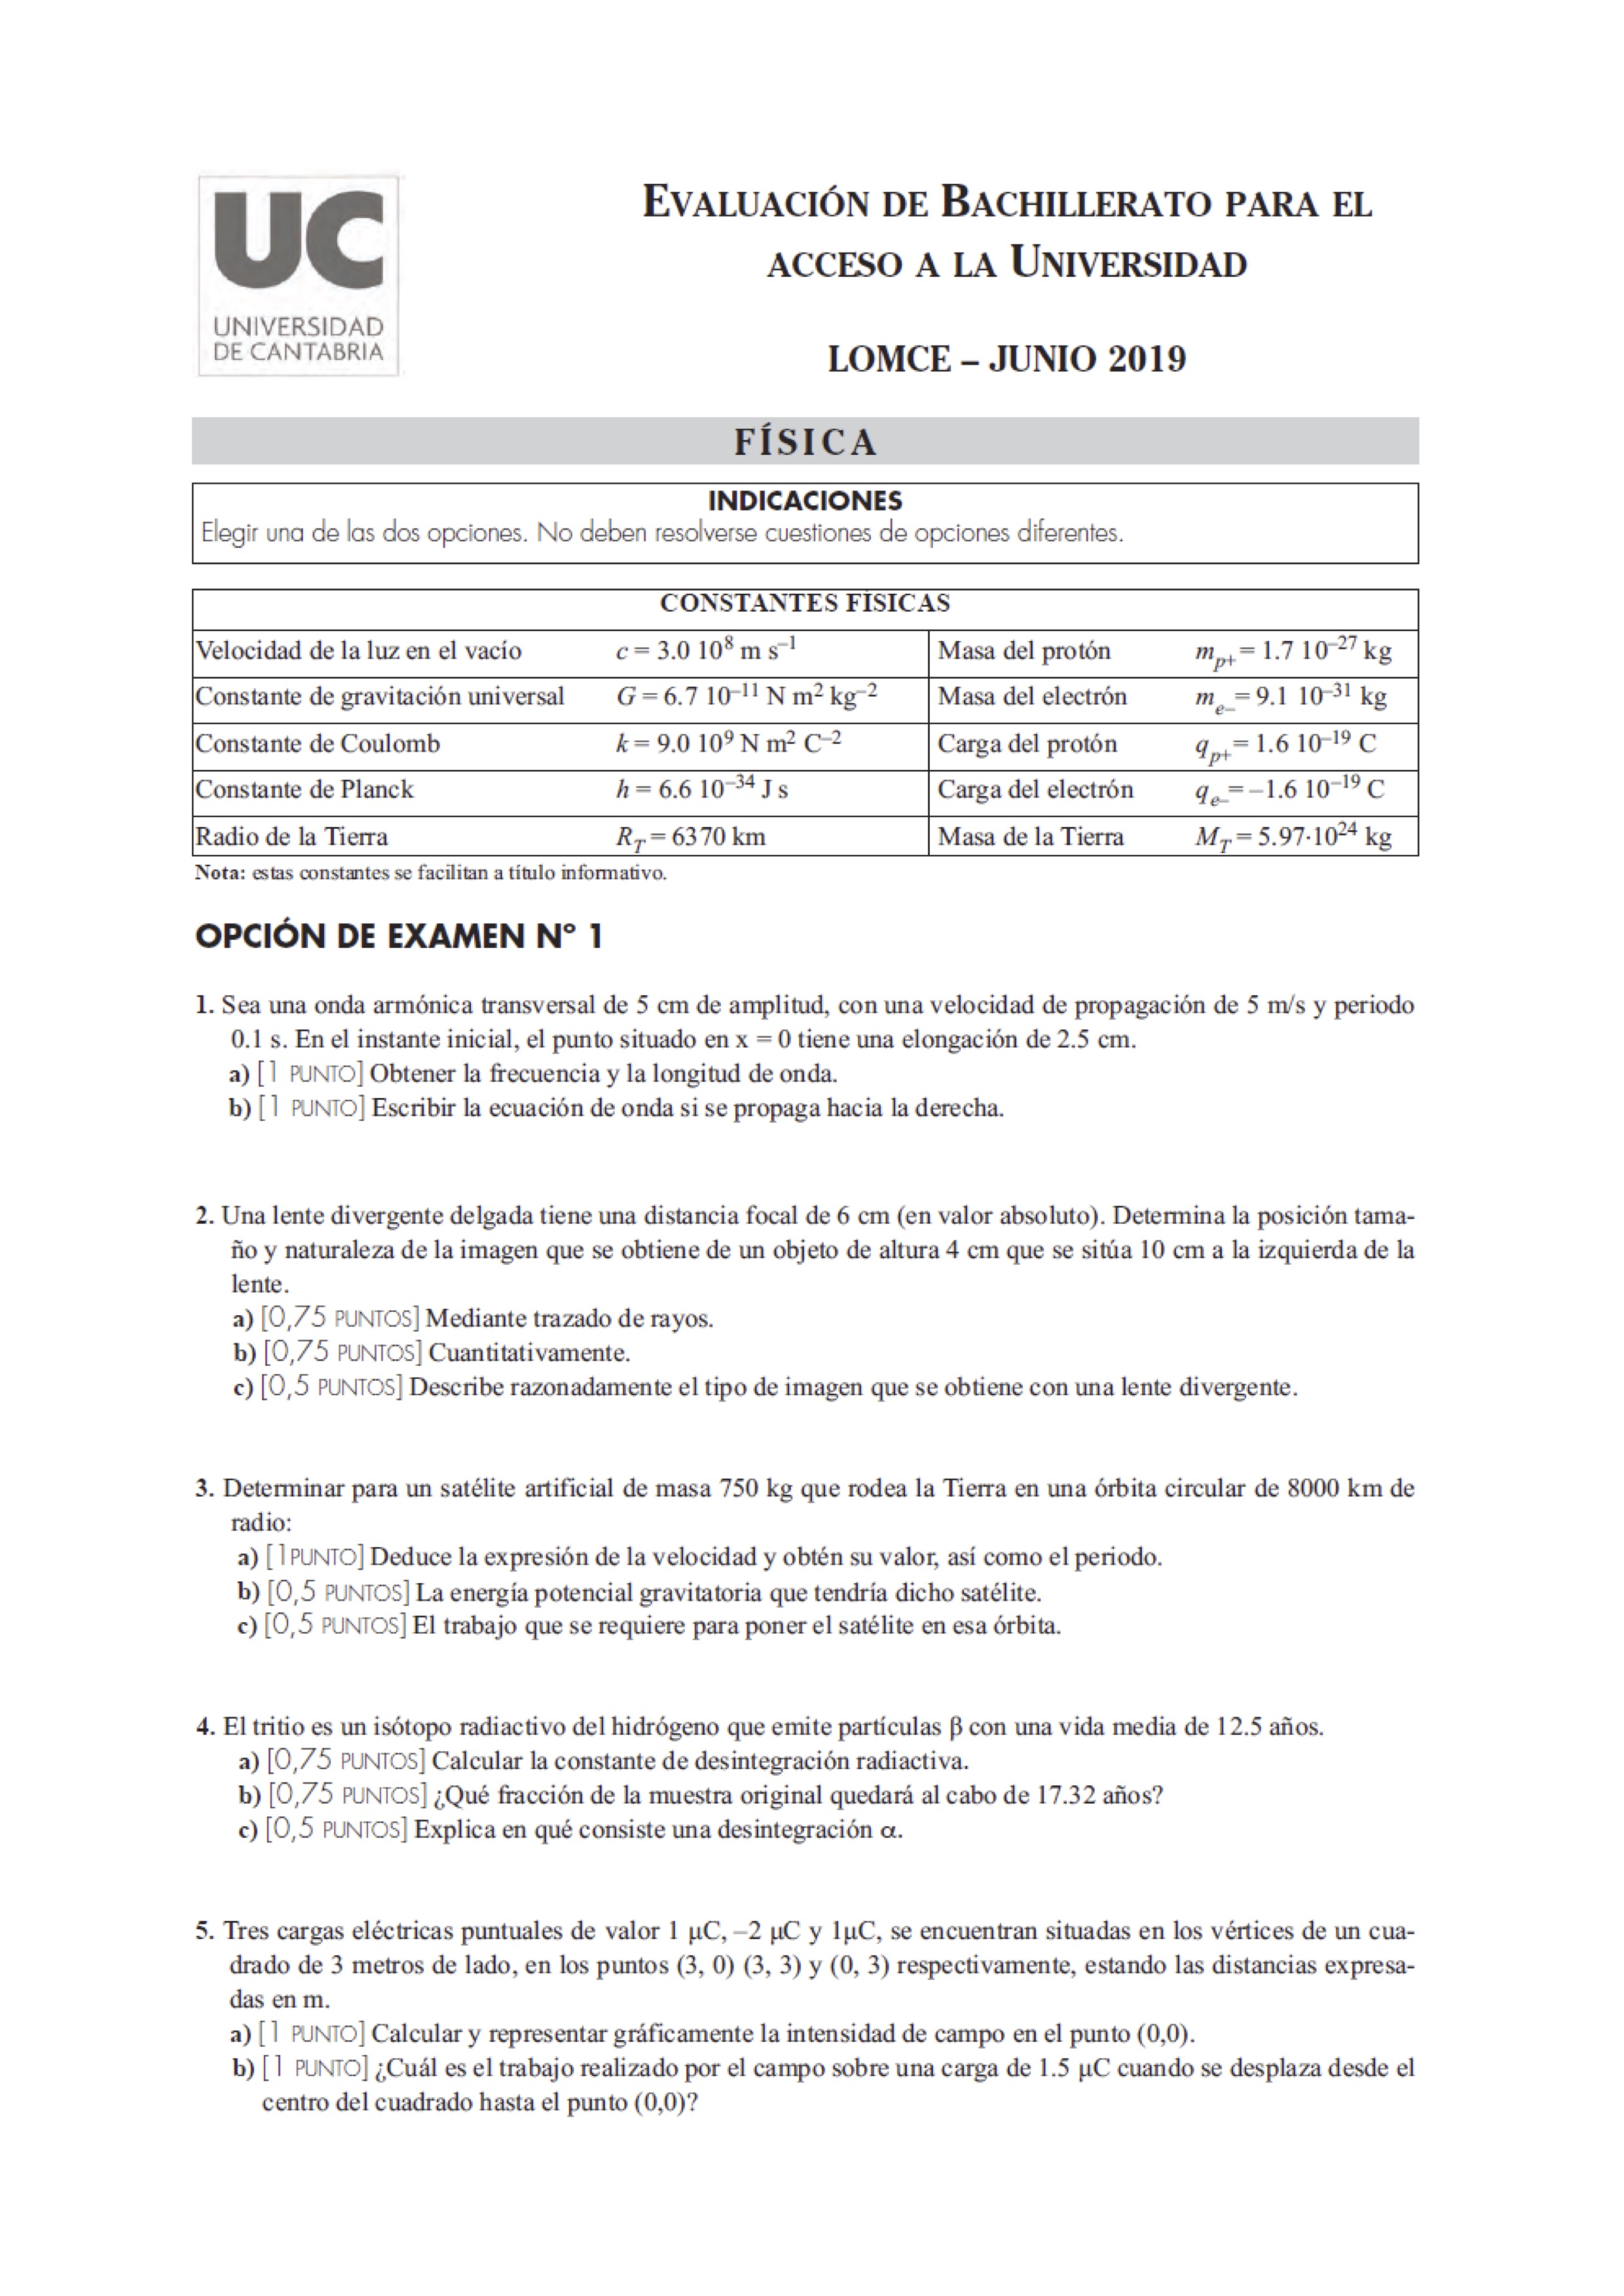 UC
UNIVERSIDAD
DE CANTABRIA
EVALUACIÓN DE BACHILLERATO PARA EL
ACCESO A LA UNIVERSIDAD
LOMCE – JUNIO 2019
FÍSICA
INDICACIONES
Elegir una de las dos opciones. No deben resolverse cuestiones de opciones diferentes.
CONSTANTES FÍSICAS
Velocidad de la luz en el vacío c = 3.0 10⁸ m s⁻¹ Masa del protón mₚ₊ = 1.7 10⁻²⁷ kg
Constante de gravitación universal G = 6.7 10⁻¹¹ N m² kg⁻² Masa del electrón mₑ₋ = 9.1 10⁻³¹ kg
Constante de Coulomb k = 9.0 10⁹ N m² C⁻² Carga del protón qₚ₊ = 1.6 10⁻¹⁹ C
Constante de Planck h = 6.6 10⁻³⁴ J s Carga del electrón qₑ₋ = –1.6 10⁻¹⁹ C
Radio de la Tierra R_T = 6370 km Masa de la Tierra M_T = 5.97·10²⁴ kg
Nota: estas constantes se facilitan a título informativo.
OPCIÓN DE EXAMEN Nº 1
1. Sea una onda armónica transversal de 5 cm de amplitud, con una velocidad de propagación de 5 m/s y periodo
0.1 s. En el instante inicial, el punto situado en x = 0 tiene una elongación de 2.5 cm.
a) [1 PUNTO] Obtener la frecuencia y la longitud de onda.
b) [1 PUNTO] Escribir la ecuación de onda si se propaga hacia la derecha.
2. Una lente divergente delgada tiene una distancia focal de 6 cm (en valor absoluto). Determina la posición tama-
ño y naturaleza de la imagen que se obtiene de un objeto de altura 4 cm que se sitúa 10 cm a la izquierda de la
lente.
a) [0,75 PUNTOS] Mediante trazado de rayos.
b) [0,75 PUNTOS] Cuantitativamente.
c) [0,5 PUNTOS] Describe razonadamente el tipo de imagen que se obtiene con una lente divergente.
3. Determinar para un satélite artificial de masa 750 kg que rodea la Tierra en una órbita circular de 8000 km de
radio:
a) [1PUNTO] Deduce la expresión de la velocidad y obtén su valor, así como el periodo.
b) [0,5 PUNTOS] La energía potencial gravitatoria que tendría dicho satélite.
c) [0,5 PUNTOS] El trabajo que se requiere para poner el satélite en esa órbita.
4. El tritio es un isótopo radiactivo del hidrógeno que emite partículas β con una vida media de 12.5 años.
a) [0,75 PUNTOS] Calcular la constante de desintegración radiactiva.
b) [0,75 PUNTOS] ¿Qué fracción de la muestra original quedará al cabo de 17.32 años?
c) [0,5 PUNTOS] Explica en qué consiste una desintegración α.
5. Tres cargas eléctricas puntuales de valor 1 μC, –2 μC y 1μC, se encuentran situadas en los vértices de un cua-
drado de 3 metros de lado, en los puntos (3, 0) (3, 3) y (0, 3) respectivamente, estando las distancias expresa-
das en m.
a) [1 PUNTO] Calcular y representar gráficamente la intensidad de campo en el punto (0,0).
b) [1 PUNTO] ¿Cuál es el trabajo realizado por el campo sobre una carga de 1.5 μC cuando se desplaza desde el
centro del cuadrado hasta el punto (0,0)?